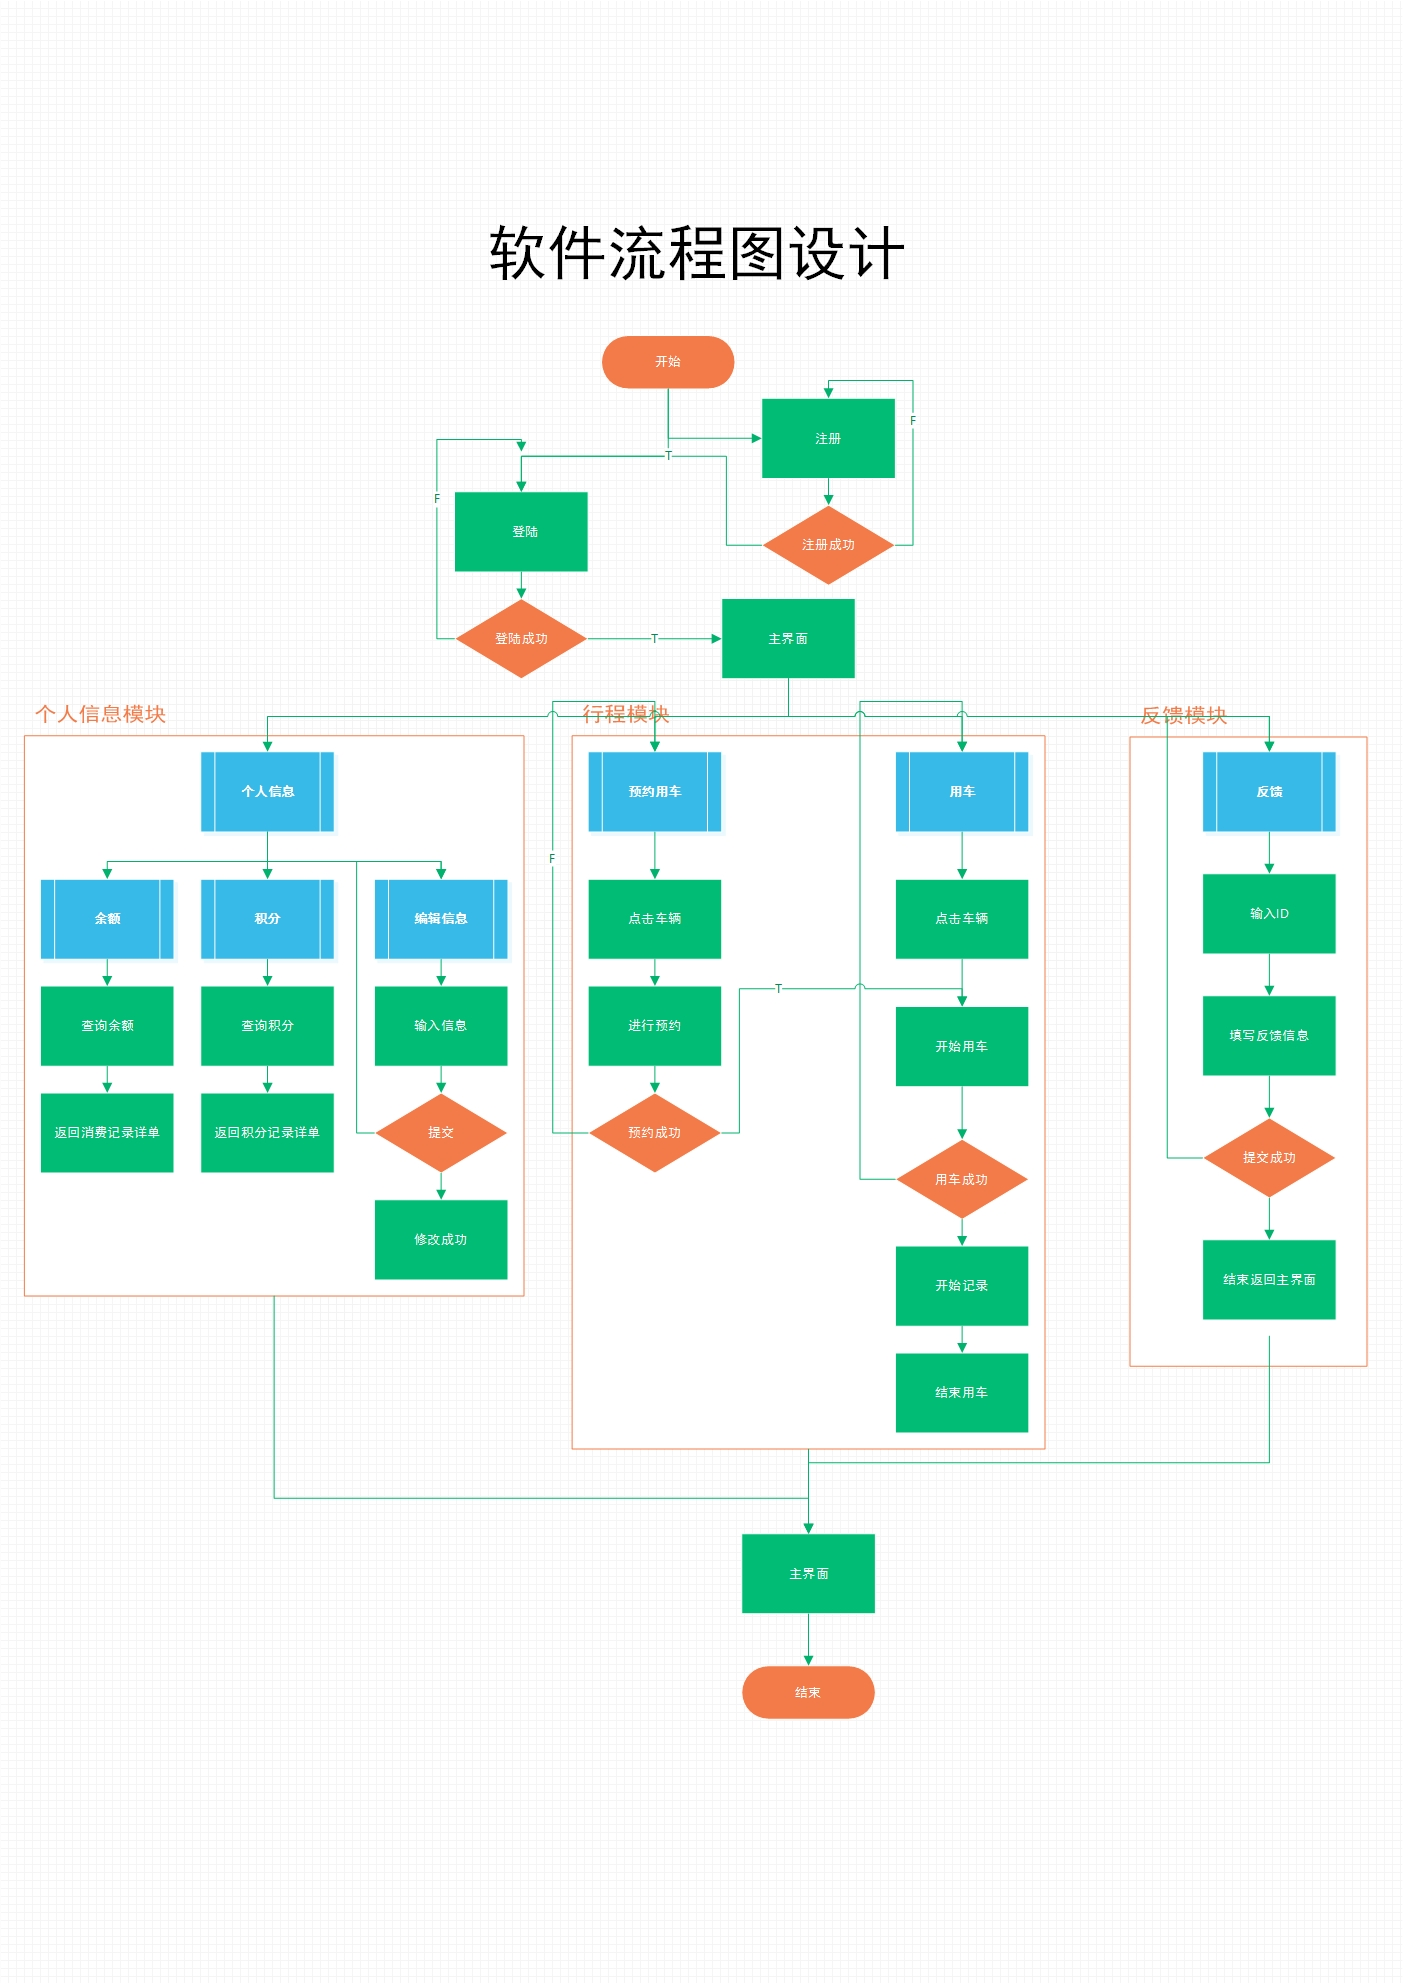 软件流程图设计
开始
注册
F
T
F
登陆
注册成功
登陆成功
T
主界面
个人信息模块
行程模块
反馈模块
个人信息
预约用车
用车
反馈
F
余额
积分
编辑信息
点击车辆
点击车辆
输入ID
T
查询余额
查询积分
输入信息
进行预约
开始用车
填写反馈信息
返回消费记录详单
返回积分记录详单
提交
预约成功
用车成功
提交成功
修改成功
开始记录
结束返回主界面
结束用车
主界面
结束